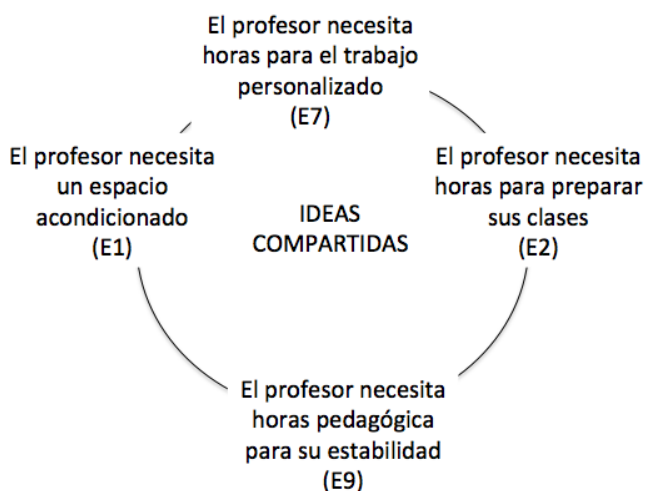 El profesor necesita
horas para el trabajo
personalizado
(E7)
El profesor necesita
un espacio
acondicionado
(E1)
IDEAS
COMPARTIDAS
El profesor necesita
horas para preparar
sus clases
(E2)
El profesor necesita
horas pedagógica
para su estabilidad
(E9)